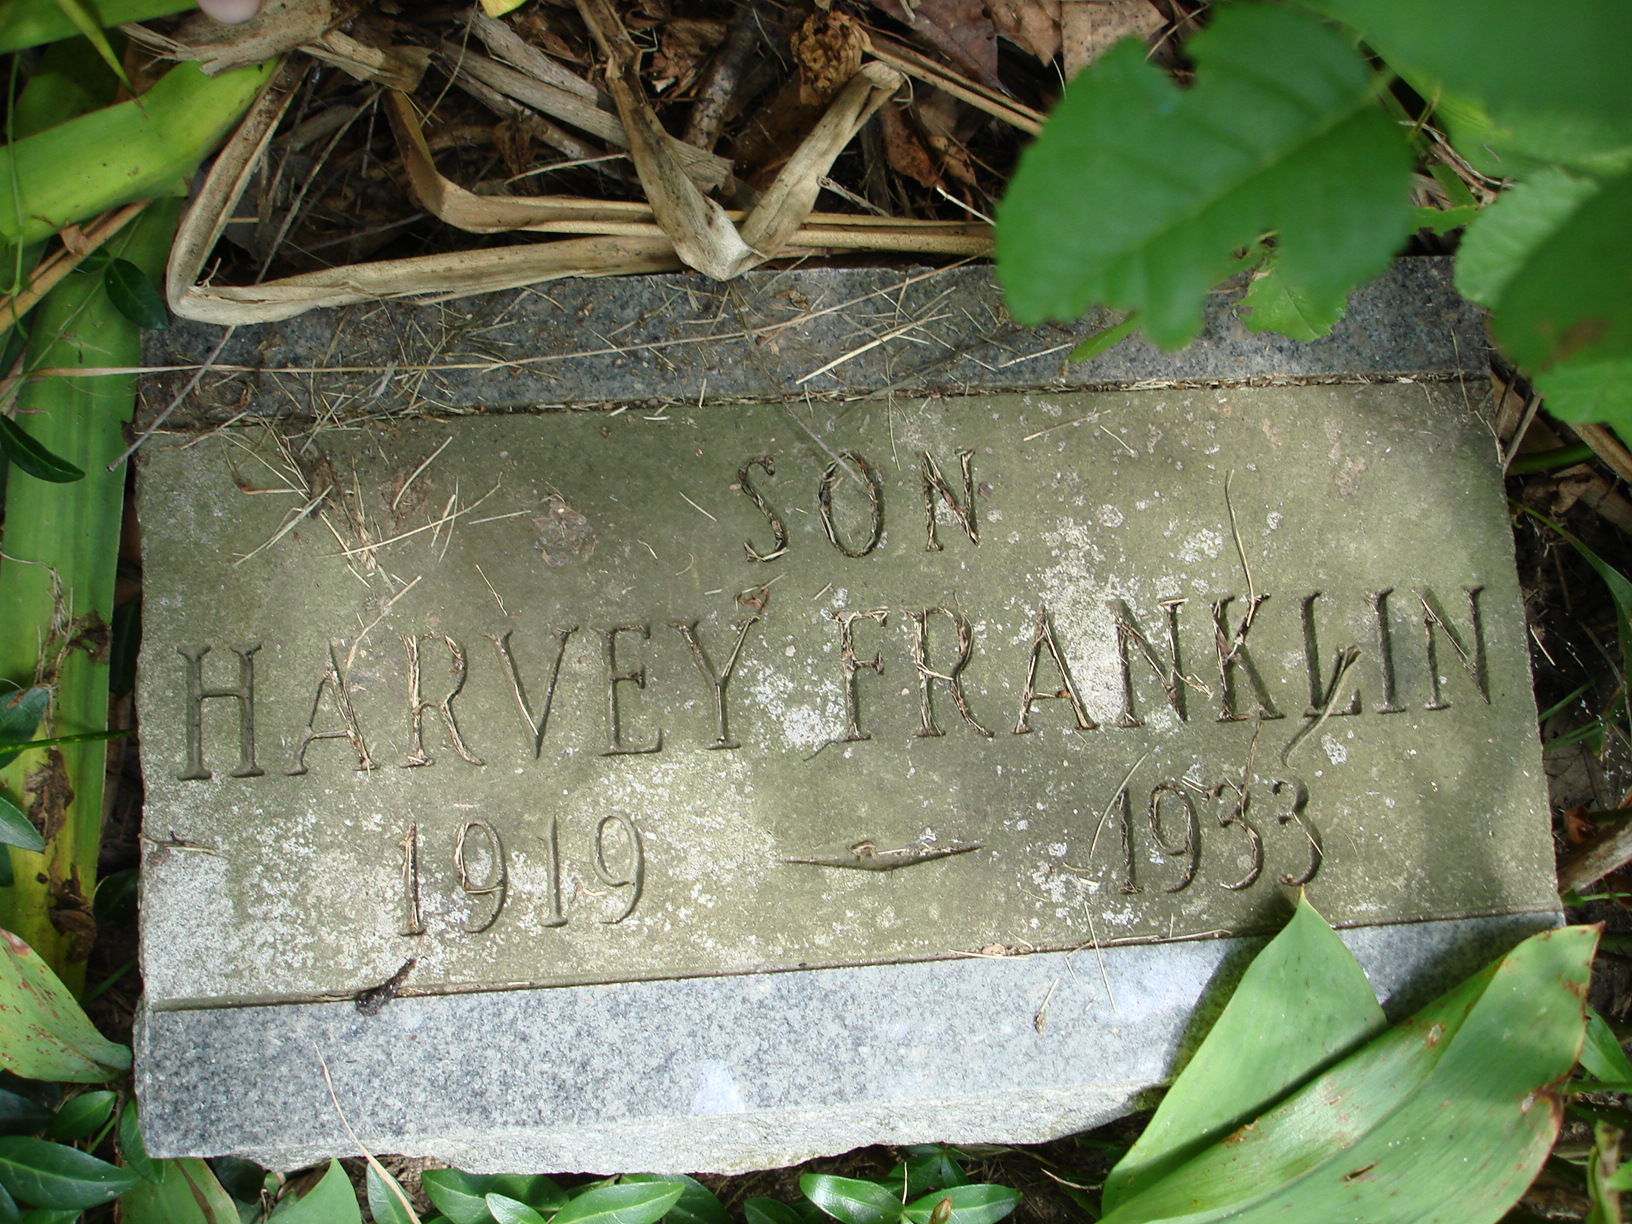 SON
HARVEY FRANKLIN
1919 — 1933